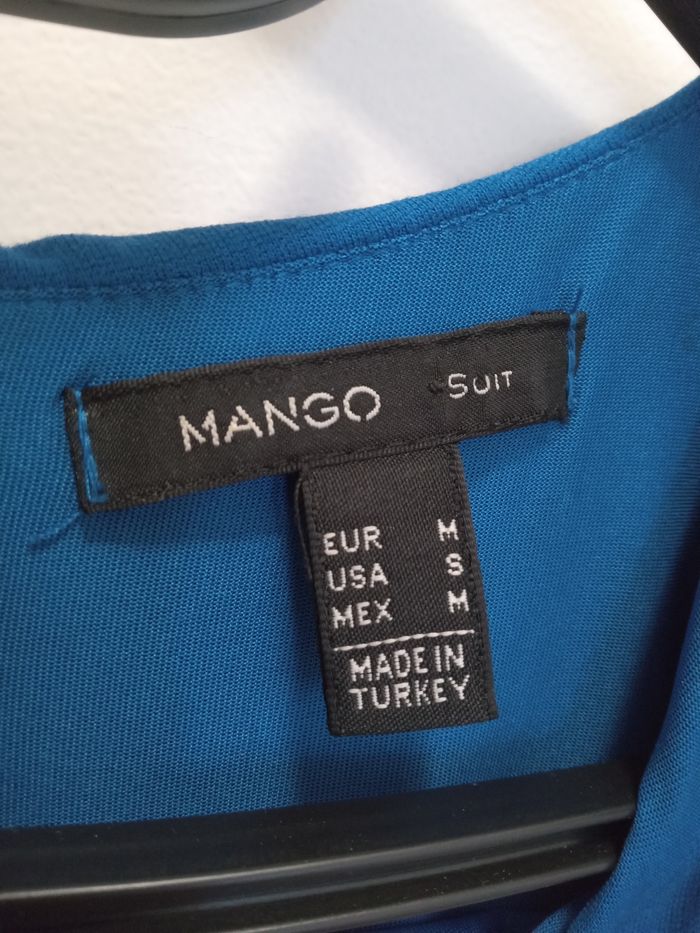 MANGO SUIT
EUR M
USA S
MEX M
MADE IN
TURKEY